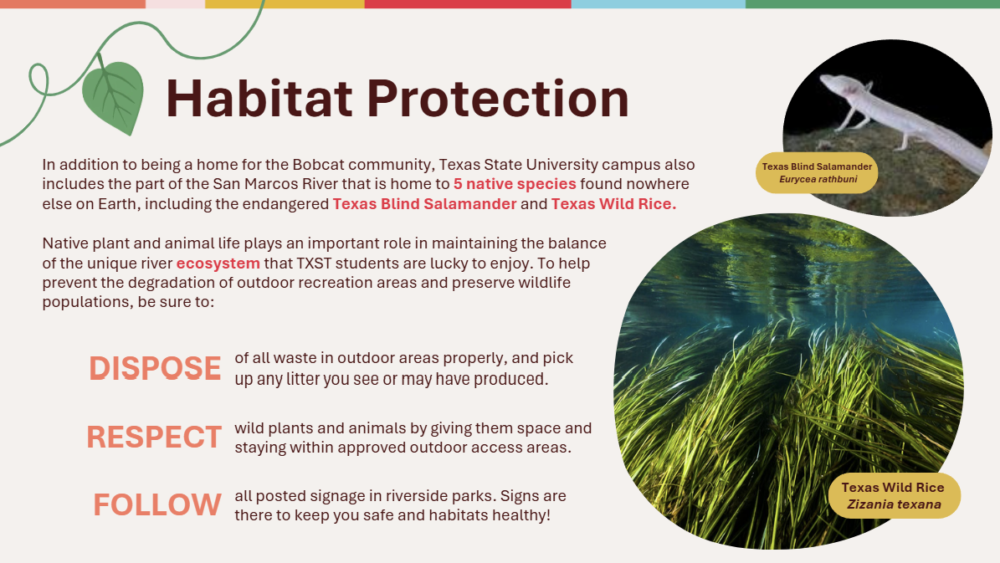 Habitat Protection
In addition to being a home for the Bobcat community, Texas State University campus also
includes the part of the San Marcos River that is home to 5 native species found nowhere
else on Earth, including the endangered Texas Blind Salamander and Texas Wild Rice.
Native plant and animal life plays an important role in maintaining the balance
of the unique river ecosystem that TXST students are lucky to enjoy. To help
prevent the degradation of outdoor recreation areas and preserve wildlife
populations, be sure to:
DISPOSE
of all waste in outdoor areas properly, and pick
up any litter you see or may have produced.
RESPECT
wild plants and animals by giving them space and
staying within approved outdoor access areas.
FOLLOW
all posted signage in riverside parks. Signs are
there to keep you safe and habitats healthy!
Texas Blind Salamander
Eurycea rathbuni
Texas Wild Rice
Zizania texana